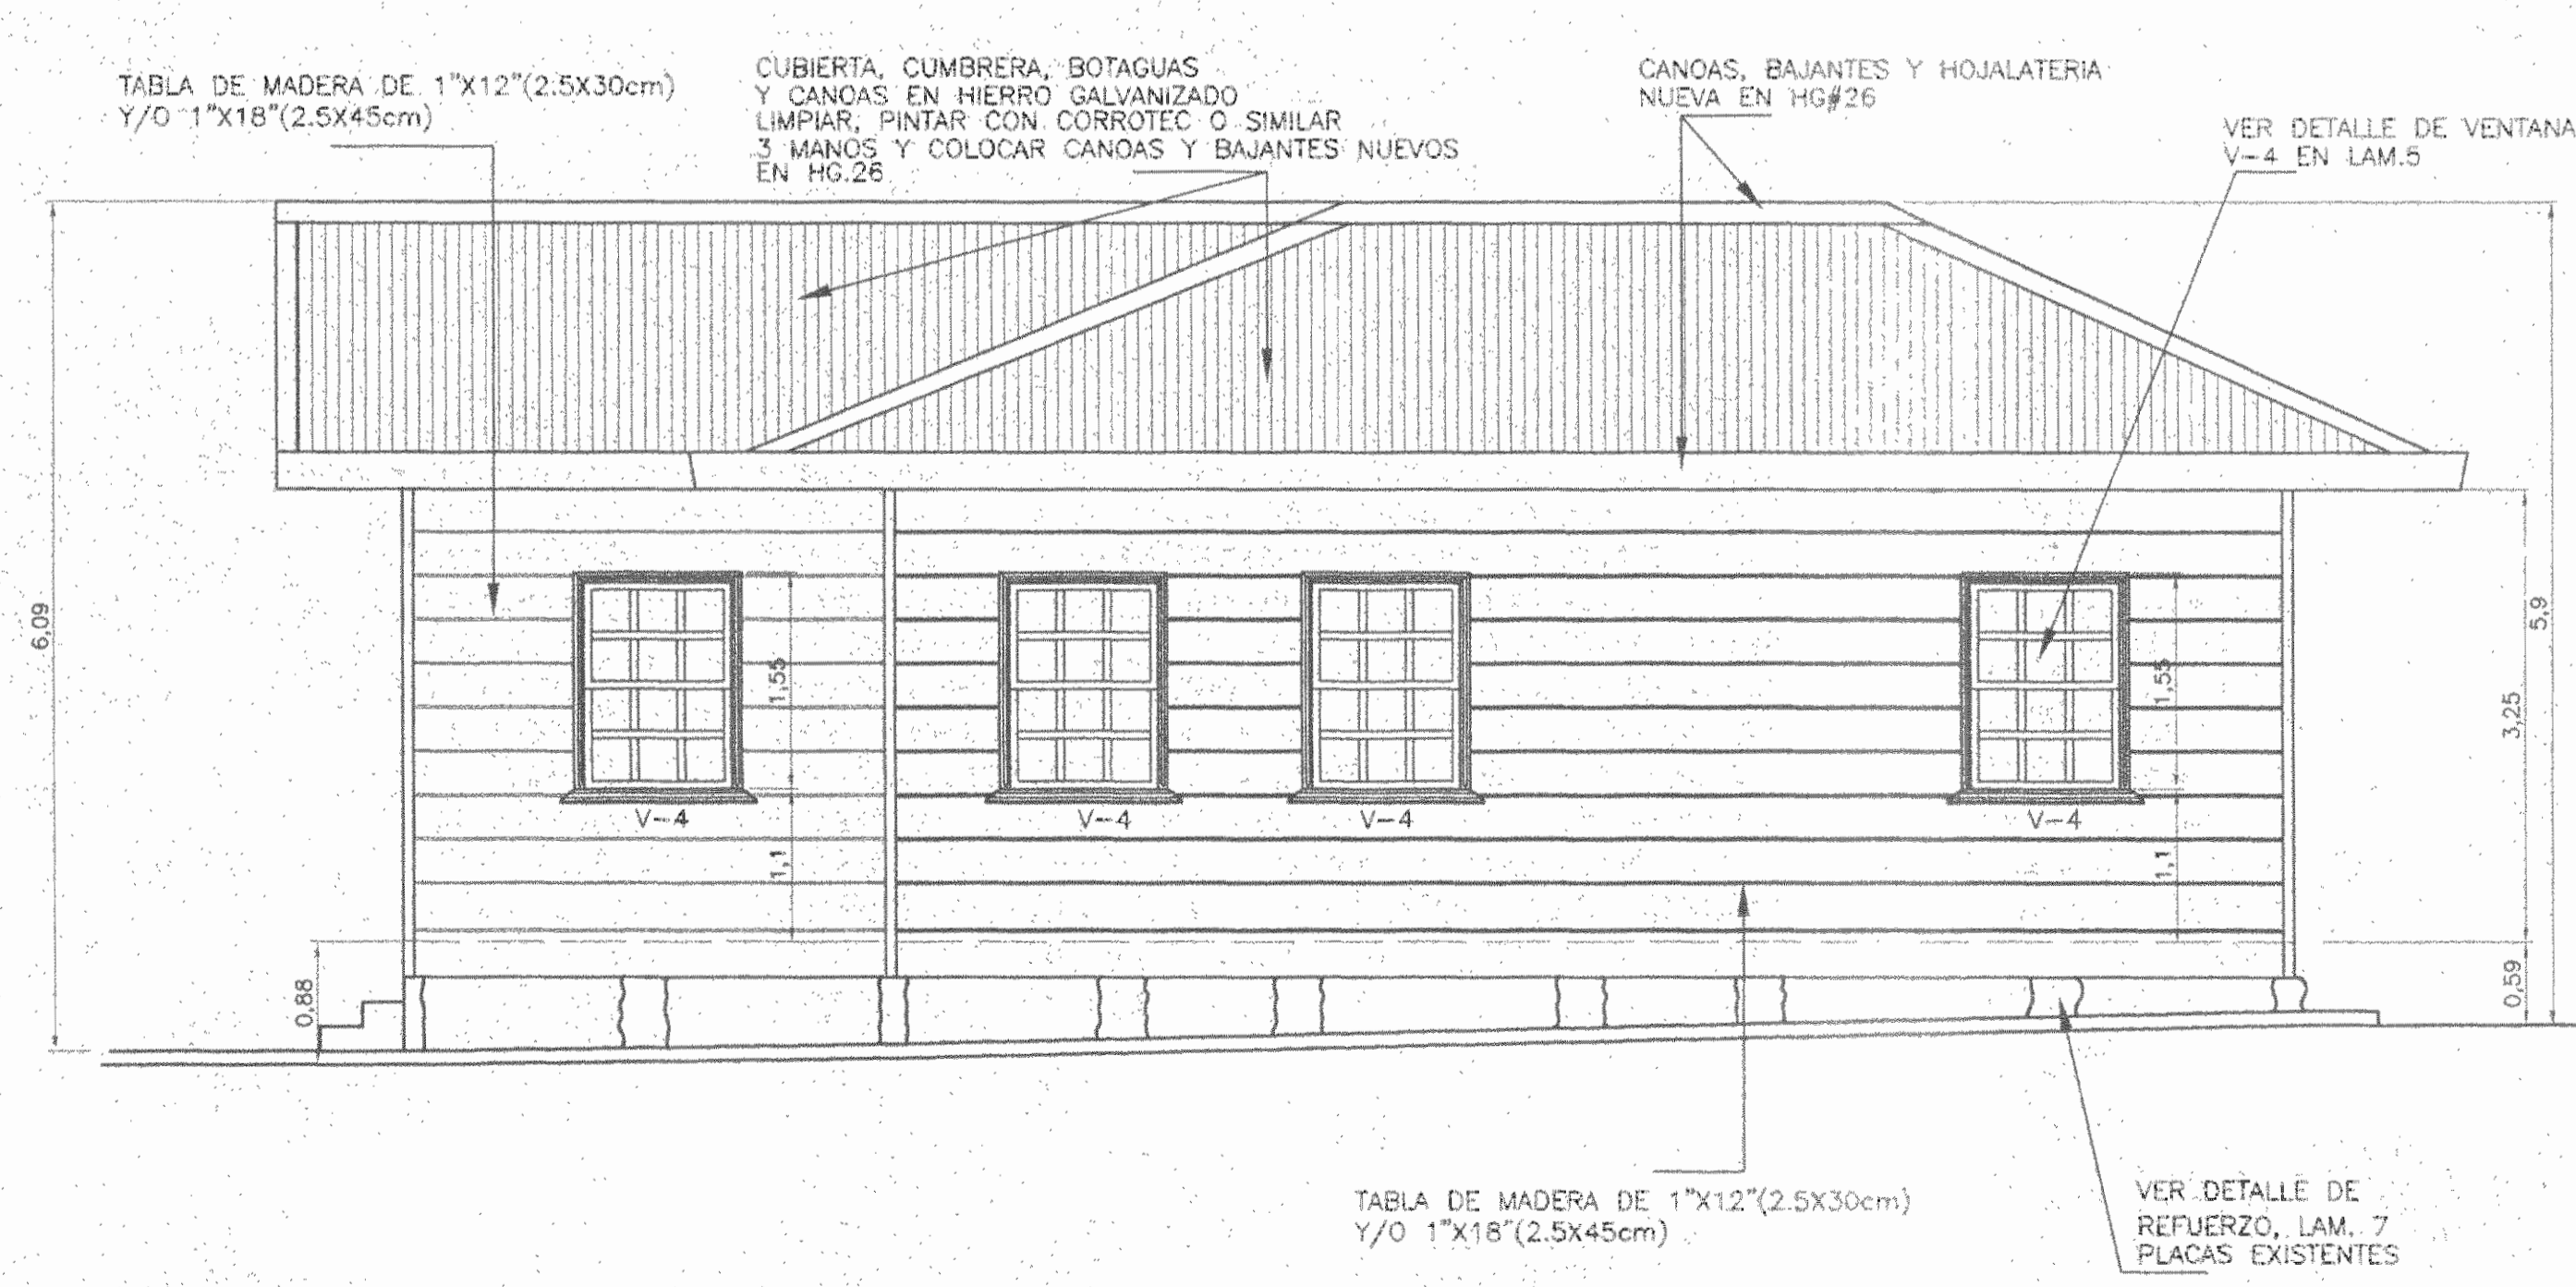 TABLA DE MADERA DE 1"X12"(2.5X30cm)
Y/O 1"X18"(2.5X45cm)
CUBIERTA, CUMBRERA, BOTAGUAS
Y CANOAS EN HIERRO GALVANIZADO
LIMPIAR, PINTAR CON CORROTEC O SIMILAR
3 MANOS Y COLOCAR CANOAS Y BAJANTES NUEVOS
EN HG.26
CANOAS, BAJANTES Y HOJALATERIA
NUEVA EN HG#26
VER DETALLE DE VENTANA
V-4 EN LAM.5
6,09
0,88
1,55
1,1
V-4
V-4
V-4
V-4
1,55
1,1
3,25
5,9
0,59
TABLA DE MADERA DE 1"X12"(2.5X30cm)
Y/O 1"X18"(2.5X45cm)
VER DETALLE DE
REFUERZO, LAM. 7
PLACAS EXISTENTES